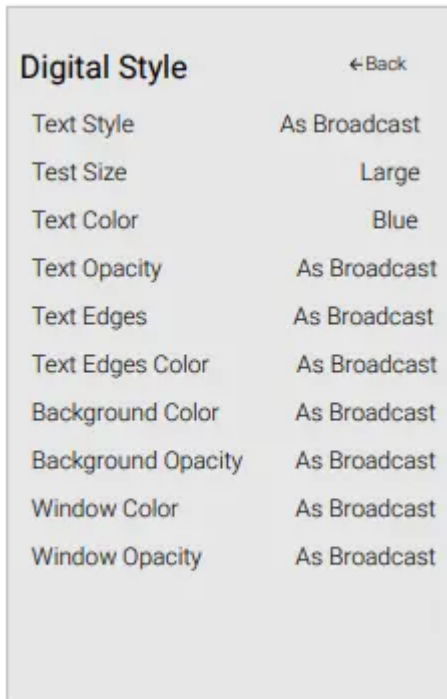 Digital Style ←Back
Text Style As Broadcast
Test Size Large
Text Color Blue
Text Opacity As Broadcast
Text Edges As Broadcast
Text Edges Color As Broadcast
Background Color As Broadcast
Background Opacity As Broadcast
Window Color As Broadcast
Window Opacity As Broadcast